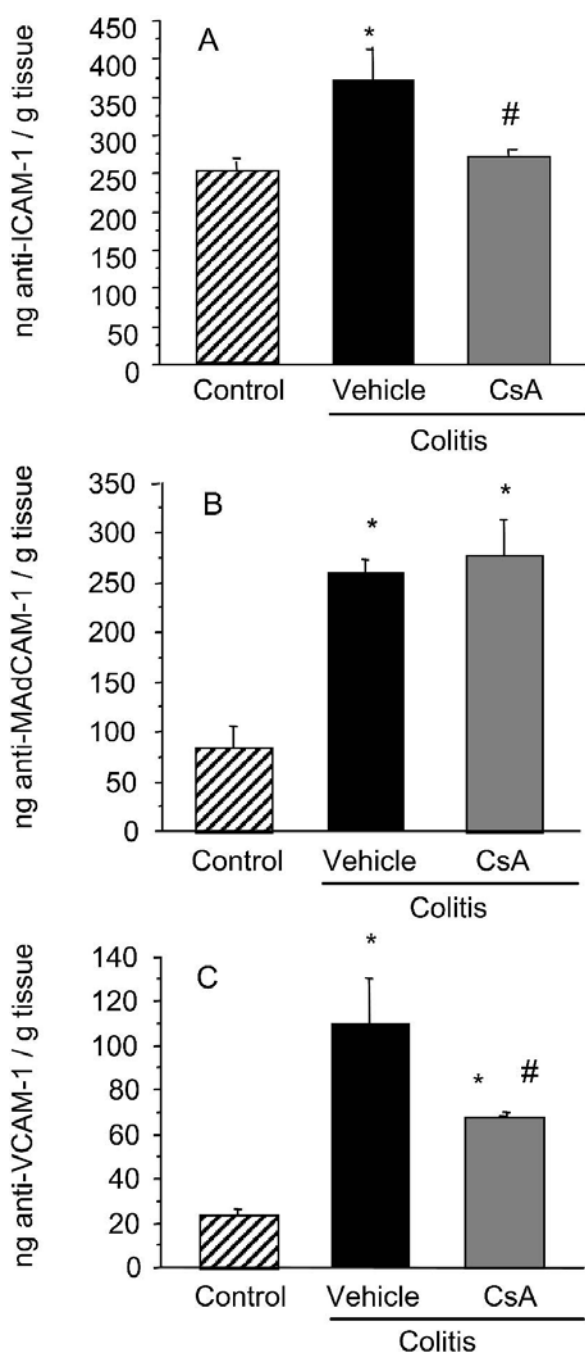 A
ng anti-ICAM-1 / g tissue
450
400
350
300
250
200
150
100
50
0
*
#
Control Vehicle CsA
Colitis
B
ng anti-MAdCAM-1 / g tissue
350
300
250
200
150
100
50
0
*
*
Control Vehicle CsA
Colitis
C
ng anti-VCAM-1 / g tissue
140
120
100
80
60
40
20
0
*
* #
Control Vehicle CsA
Colitis